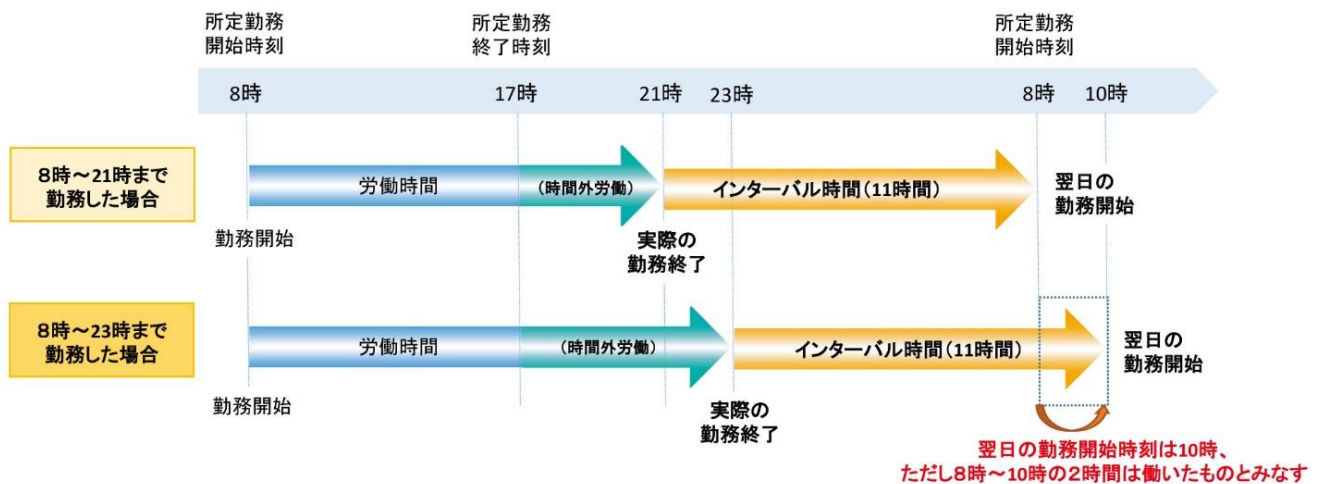 所定勤務
開始時刻
所定勤務
終了時刻
所定勤務
開始時刻
8時
17時
21時
23時
8時
10時
8時～21時まで
勤務した場合
労働時間
(時間外労働)
インターバル時間(11時間)
翌日の
勤務開始
勤務開始
実際の
勤務終了
8時～23時まで
勤務した場合
労働時間
(時間外労働)
インターバル時間(11時間)
翌日の
勤務開始
勤務開始
実際の
勤務終了
翌日の勤務開始時刻は10時、
ただし8時～10時の2時間は働いたものとみなす